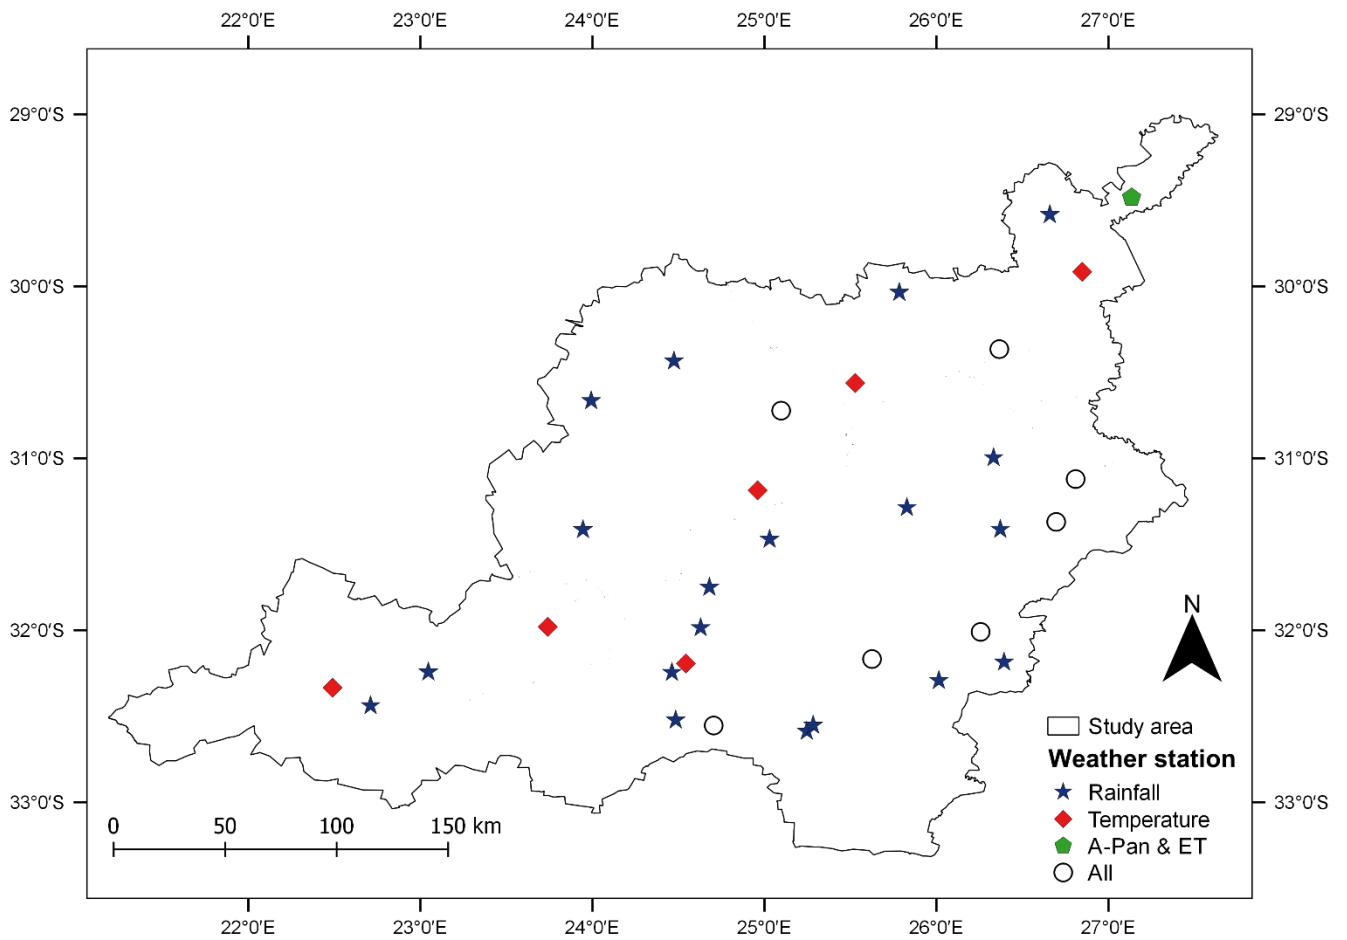 22°0'E 23°0'E 24°0'E 25°0'E 26°0'E 27°0'E
29°0'S 29°0'S
30°0'S 30°0'S
31°0'S 31°0'S
N
32°0'S 32°0'S
Study area
Weather station
33°0'S Rainfall 33°0'S
0 50 100 150 km Temperature
A-Pan & ET
All
22°0'E 23°0'E 24°0'E 25°0'E 26°0'E 27°0'E